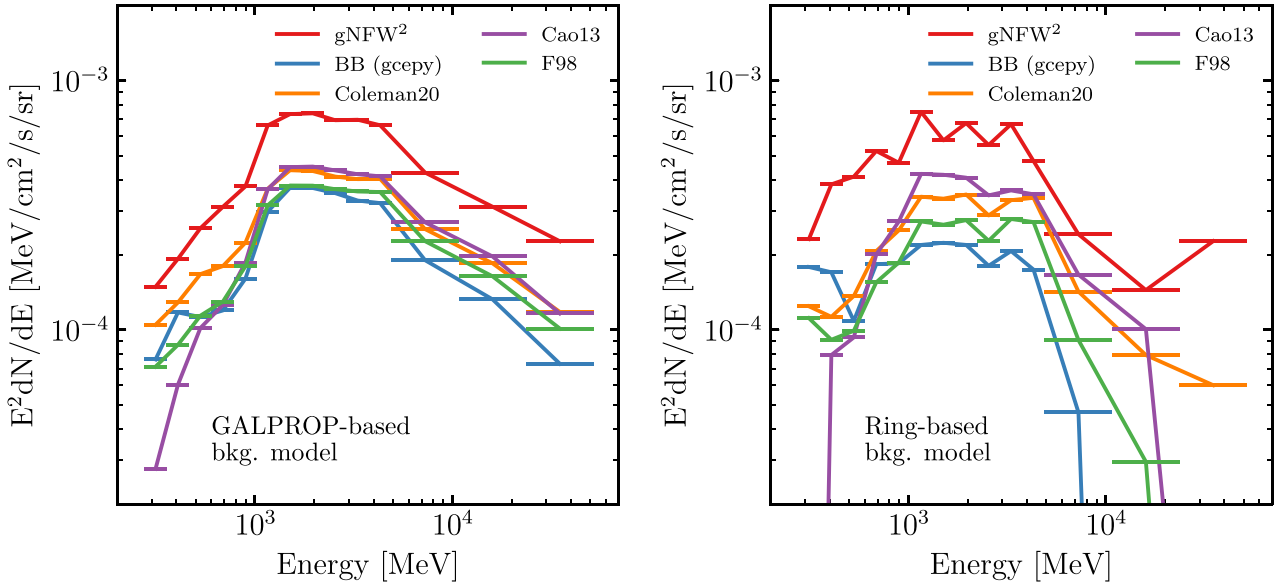 gNFW²
BB (gcepy)
Coleman20
Cao13
F98
10⁻³
10⁻⁴
E²dN/dE [MeV/cm²/s/sr]
GALPROP-based
bkg. model
10³
10⁴
Energy [MeV]
gNFW²
BB (gcepy)
Coleman20
Cao13
F98
10⁻³
10⁻⁴
E²dN/dE [MeV/cm²/s/sr]
Ring-based
bkg. model
10³
10⁴
Energy [MeV]